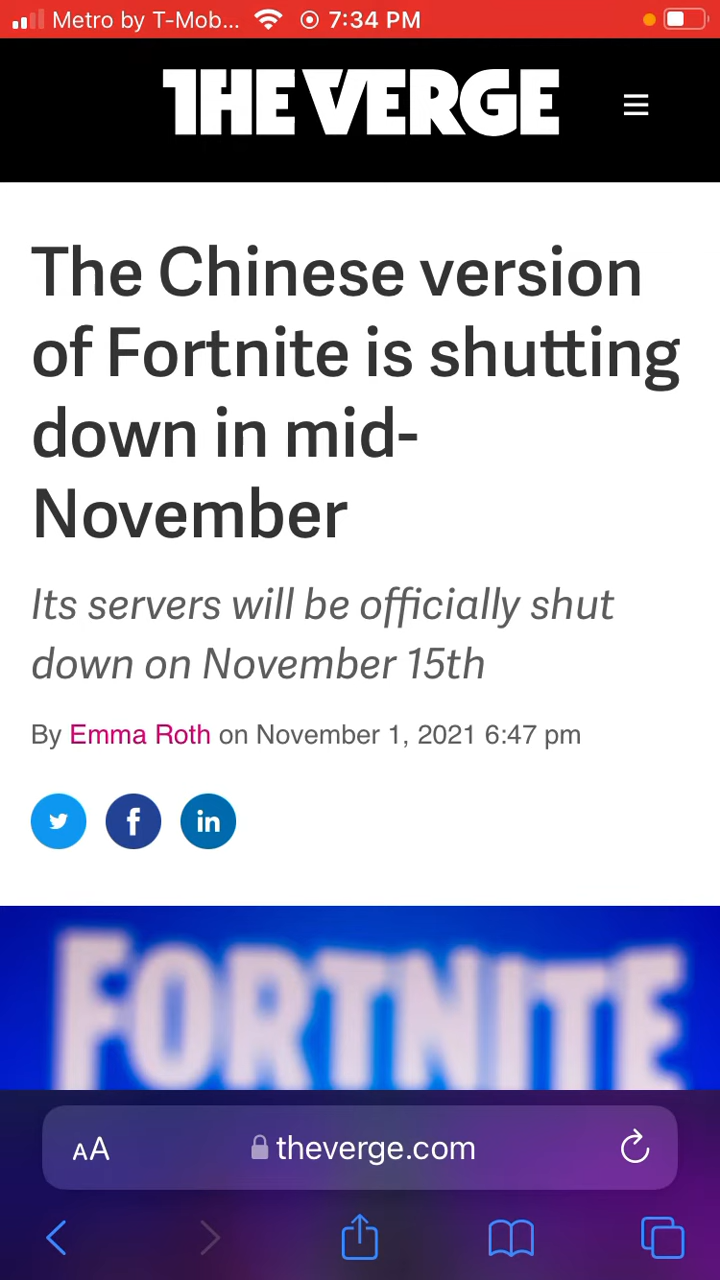 Metro by T-Mob... 7:34 PM
THE VERGE
The Chinese version
of Fortnite is shutting
down in mid-
November
Its servers will be officially shut
down on November 15th
By Emma Roth on November 1, 2021 6:47 pm
f in
FORTNITE
AA theverge.com